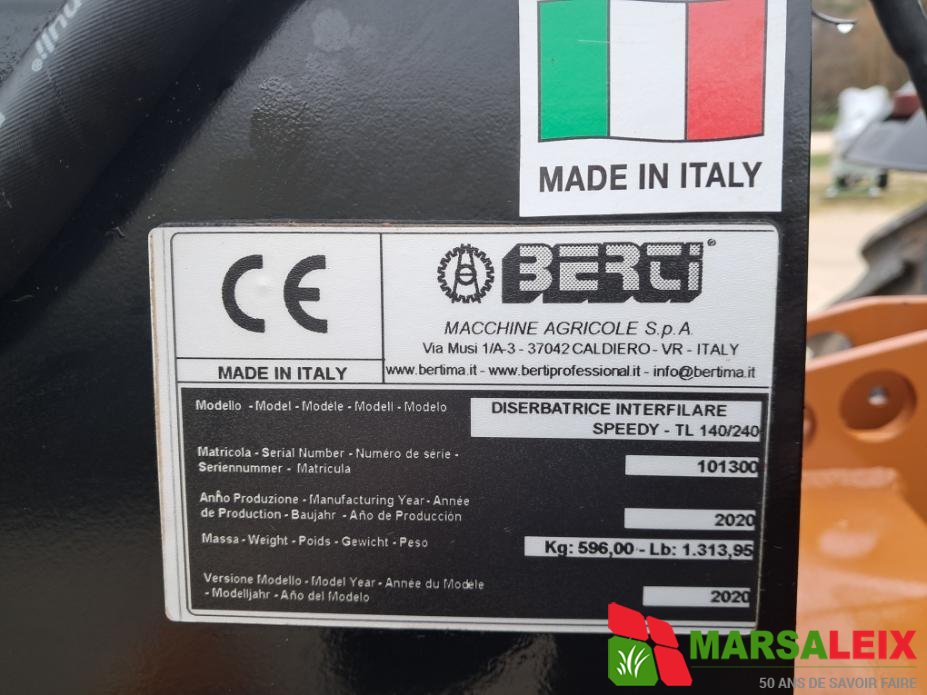 MADE IN ITALY
CE
BERTI®
MACCHINE AGRICOLE S.p.A.
Via Musi 1/A-3 - 37042 CALDIERO - VR - ITALY
MADE IN ITALY
www.bertima.it - www.bertiprofessional.it - info@bertima.it
Modello - Model - Modèle - Modell - Modelo
DISERBATRICE INTERFILARE
SPEEDY - TL 140/240
Matricola - Serial Number - Numéro de série -
Seriennummer - Matricula
101300
Anno Produzione - Manufacturing Year - Année
de Production - Baujahr - Año de Producción
2020
Massa - Weight - Poids - Gewicht - Peso
Kg: 596,00 - Lb: 1.313,95
Versione Modello - Model Year - Année du Modèle
- Modelljahr - Año del Modelo
2020
MARSALEIX
50 ANS DE SAVOIR FAIRE